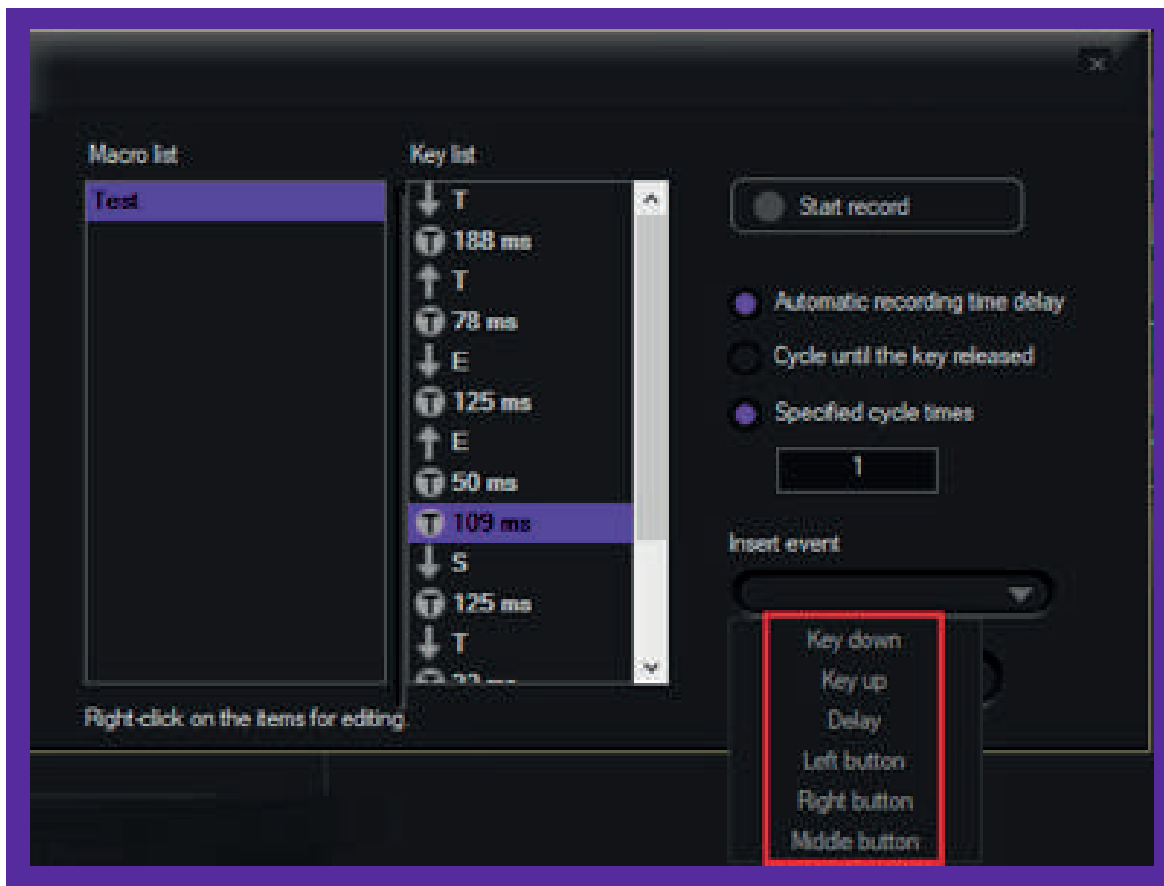 Macro list
Test
Right-click on the items for editing.
Key list
T
188 ms
T
78 ms
E
125 ms
E
50 ms
109 ms
S
125 ms
T
Start record
Automatic recording time delay
Cycle until the key released
Specified cycle times
1
Insert event
Key down
Key up
Delay
Left button
Right button
Middle button